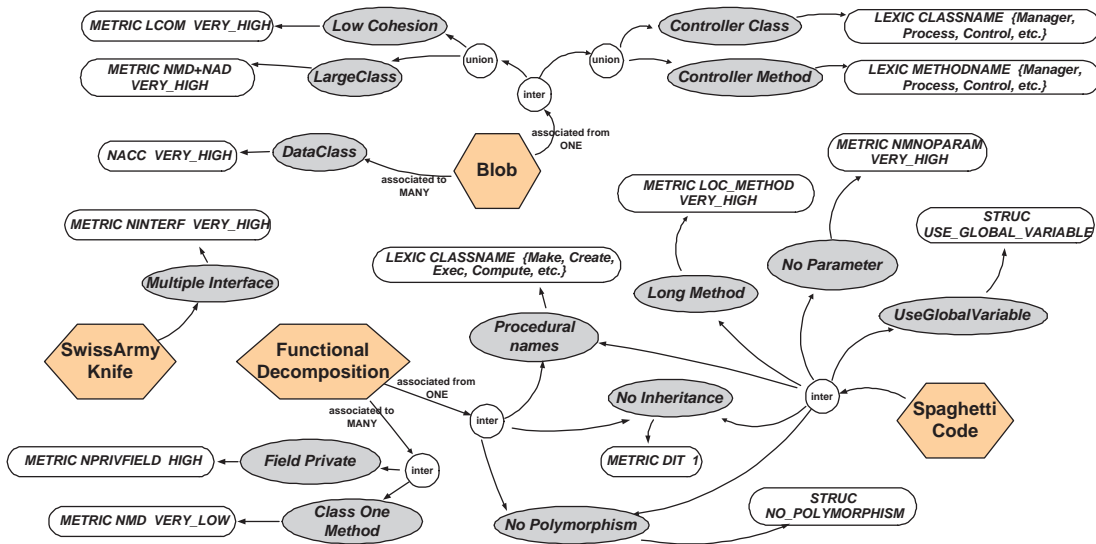 METRIC LCOM VERY_HIGH
Low Cohesion
union
METRIC NMD+NAD
VERY_HIGH
LargeClass
inter
union
Controller Class
LEXIC CLASSNAME {Manager,
Process, Control, etc.}
Controller Method
LEXIC METHODNAME {Manager,
Process, Control, etc.}
associated from
ONE
NACC VERY_HIGH
DataClass
associated to
MANY
Blob
METRIC NMNOPARAM
VERY_HIGH
METRIC LOC_METHOD
VERY_HIGH
METRIC NINTERF VERY_HIGH
STRUC
USE_GLOBAL_VARIABLE
LEXIC CLASSNAME {Make, Create,
Exec, Compute, etc.}
No Parameter
Multiple Interface
Long Method
UseGlobalVariable
Procedural
names
SwissArmy
Knife
Functional
Decomposition
associated from
ONE
associated to
MANY
No Inheritance
inter
inter
Spaghetti
Code
METRIC DIT 1
METRIC NPRIVFIELD HIGH
Field Private
inter
METRIC NMD VERY_LOW
Class One
Method
No Polymorphism
STRUC
NO_POLYMORPHISM